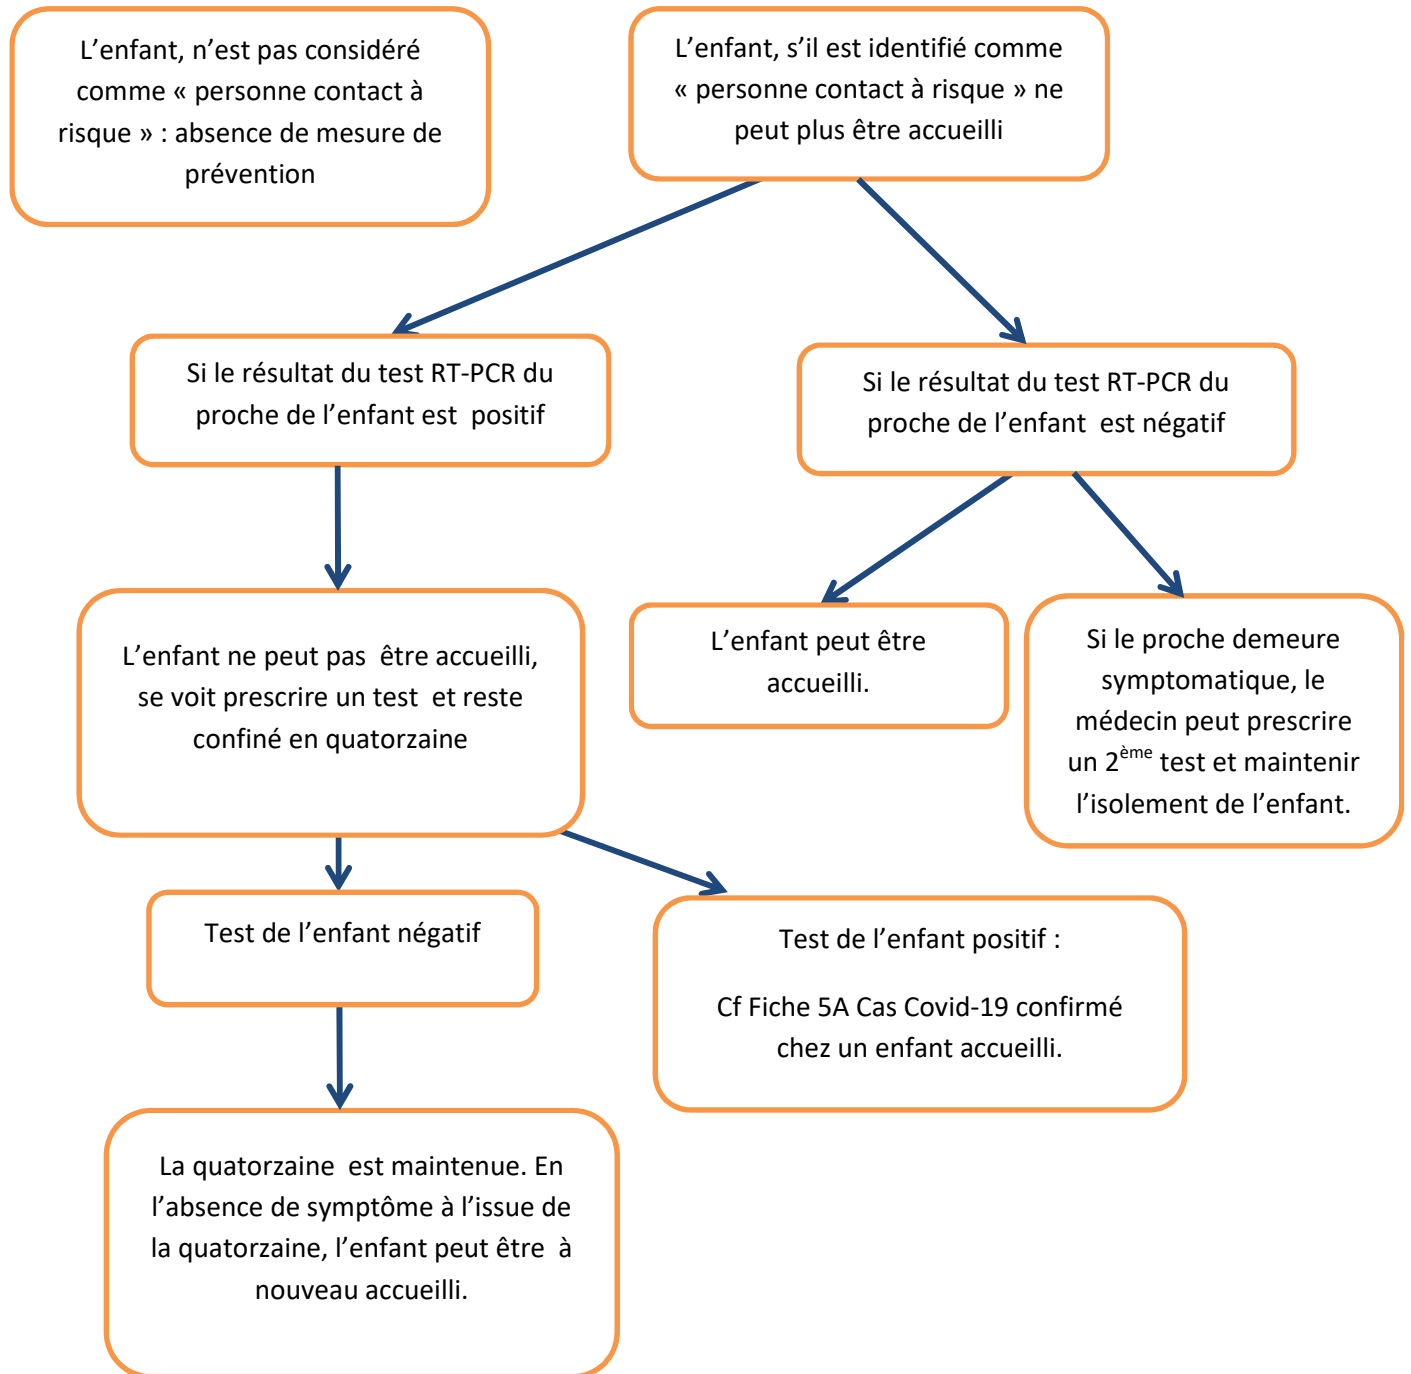 L’enfant, n’est pas considéré
comme « personne contact à
risque » : absence de mesure de
prévention
L’enfant, s’il est identifié comme
« personne contact à risque » ne
peut plus être accueilli
Si le résultat du test RT-PCR du
proche de l’enfant est positif
Si le résultat du test RT-PCR du
proche de l’enfant est négatif
L’enfant ne peut pas être accueilli,
se voit prescrire un test et reste
confiné en quatorzaine
L’enfant peut être
accueilli.
Si le proche demeure
symptomatique, le
médecin peut prescrire
un 2ème test et maintenir
l’isolement de l’enfant.
Test de l’enfant négatif
Test de l’enfant positif :
Cf Fiche 5A Cas Covid-19 confirmé
chez un enfant accueilli.
La quatorzaine est maintenue. En
l’absence de symptôme à l’issue de
la quatorzaine, l’enfant peut être à
nouveau accueilli.